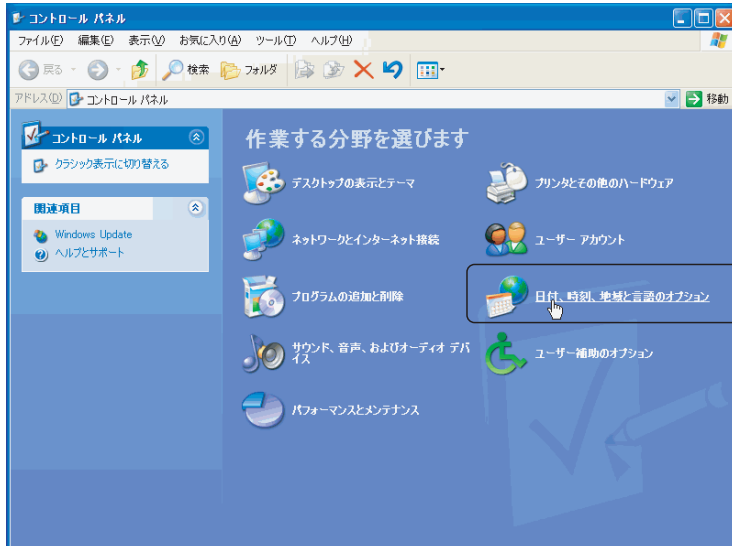 コントロール パネル
ファイル(F) 編集(E) 表示(V) お気に入り(A) ツール(T) ヘルプ(H)
戻る 検索 フォルダ
アドレス(D) コントロール パネル 移動
コントロール パネル
クラシック表示に切り替える
関連項目
Windows Update
ヘルプとサポート
作業する分野を選びます
デスクトップの表示とテーマ
プリンタとその他のハードウェア
ネットワークとインターネット接続
ユーザー アカウント
プログラムの追加と削除
日付、時刻、地域と言語のオプション
サウンド、音声、およびオーディオ デバ
イス
ユーザー補助のオプション
パフォーマンスとメンテナンス